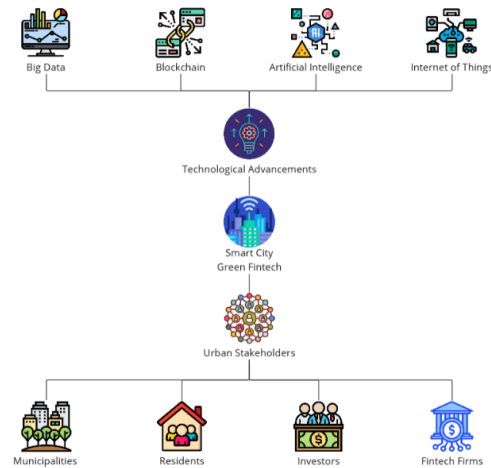 Big Data
Blockchain
Artificial Intelligence
Internet of Things
AI
Technological Advancements
Smart City
Green Fintech
Urban Stakeholders
Municipalities
Residents
Investors
Fintech Firms
$
$